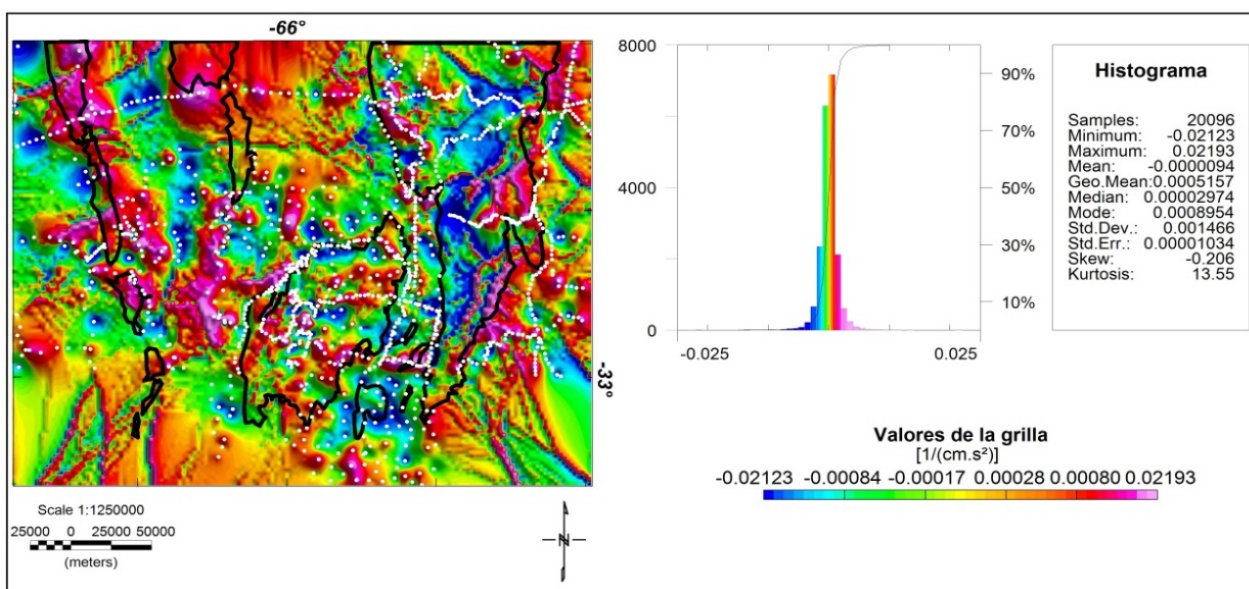 -66°
-33°
Scale 1:1250000
25000 0 25000 50000
(meters)
N
8000
4000
0
90%
70%
50%
30%
10%
-0.025 0.025
Histograma
Samples: 20096
Minimum: -0.02123
Maximum: 0.02193
Mean: -0.0000094
Geo.Mean:0.0005157
Median: 0.00002974
Mode: 0.0008954
Std.Dev.: 0.001466
Std.Err.: 0.00001034
Skew: -0.206
Kurtosis: 13.55
Valores de la grilla
[1/(cm.s²)]
-0.02123 -0.00084 -0.00017 0.00028 0.00080 0.02193